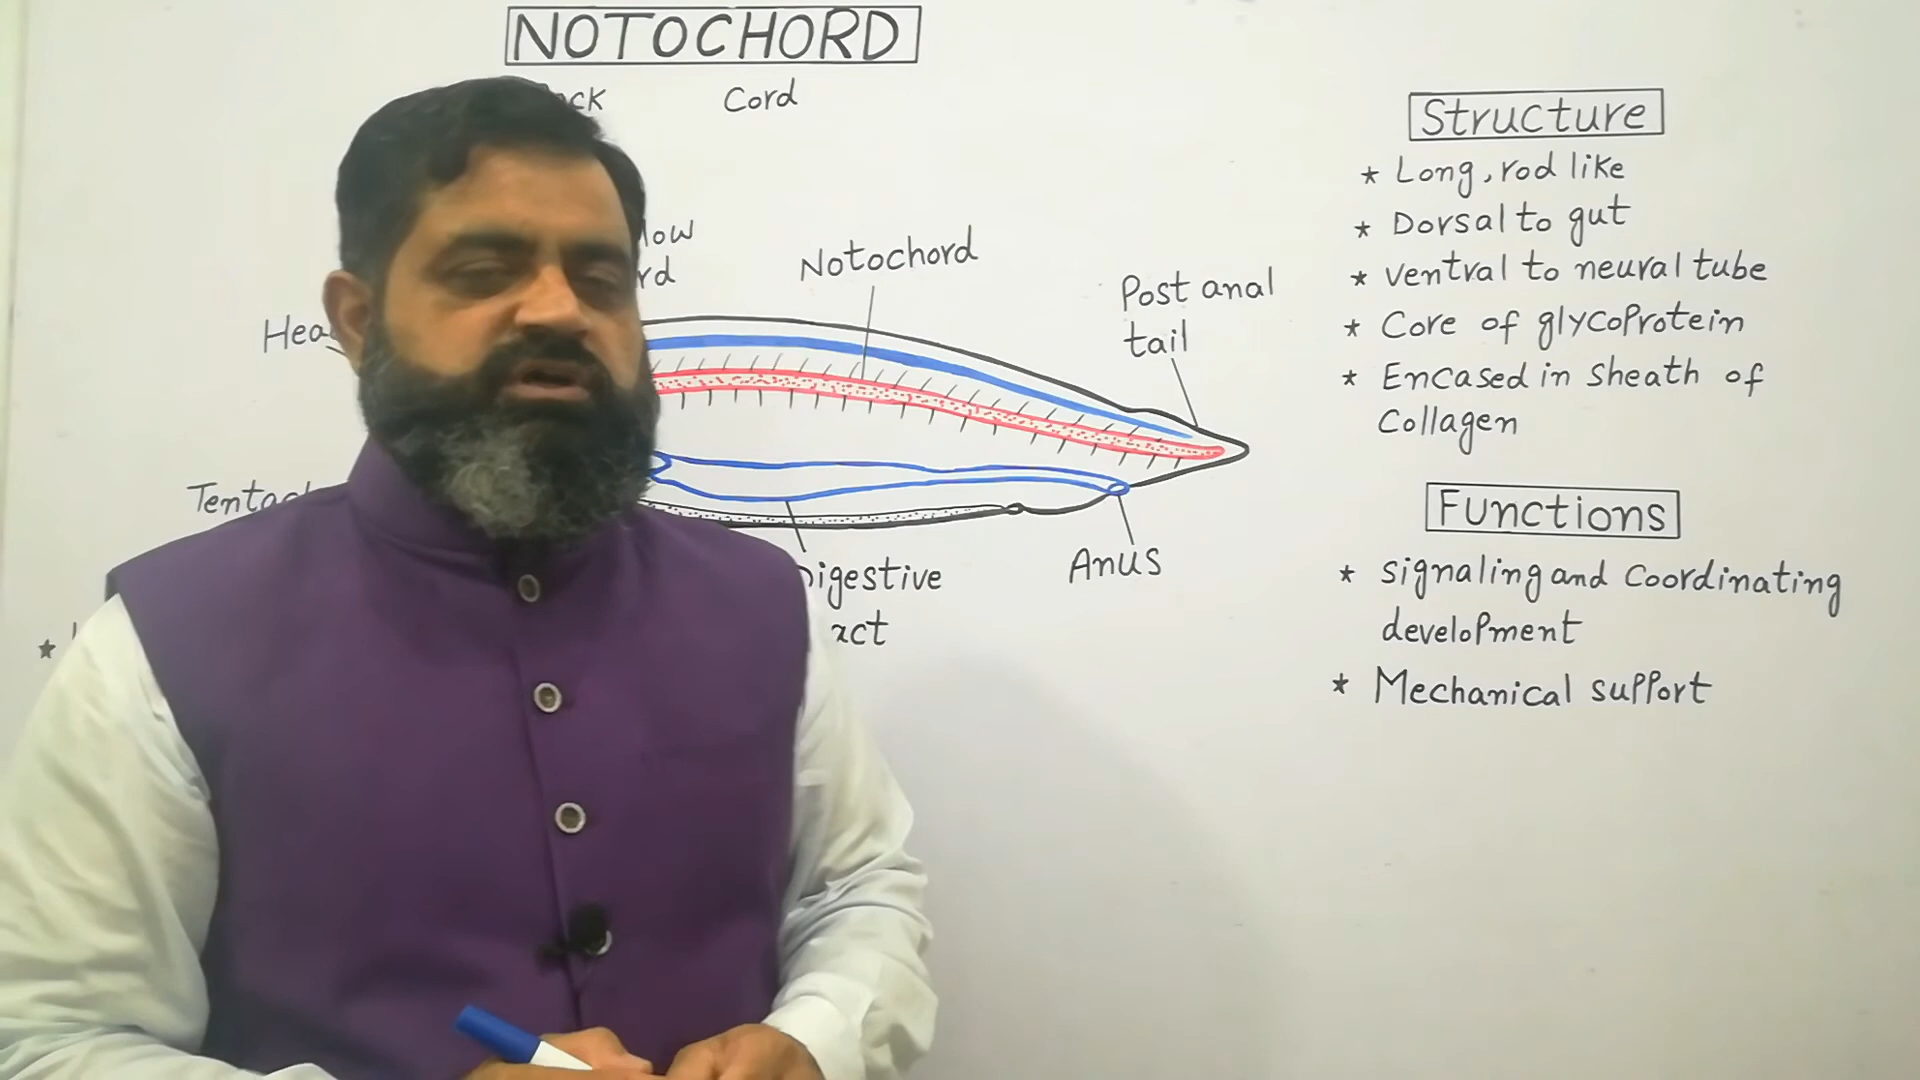 NOTOCHORD
Cord
Notochord
Post anal
tail
Digestive
Anus
Structure
* Long, rod like
* Dorsal to gut
* ventral to neural tube
* Core of glycoprotein
* Encased in sheath of
Collagen
Functions
* signaling and coordinating
development
* Mechanical support